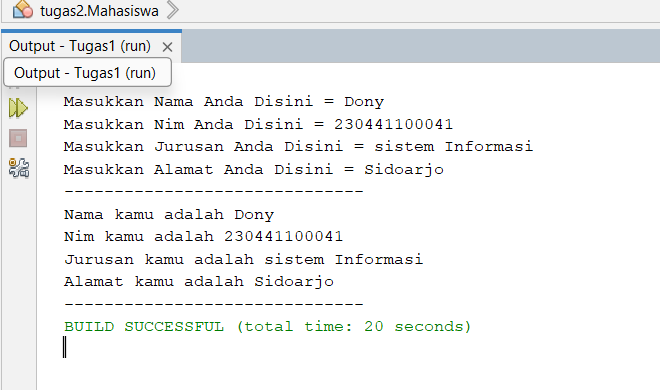 tugas2.Mahasiswa
Output - Tugas1 (run)
Output - Tugas1 (run)
Masukkan Nama Anda Disini = Dony
Masukkan Nim Anda Disini = 230441100041
Masukkan Jurusan Anda Disini = sistem Informasi
Masukkan Alamat Anda Disini = Sidoarjo
------------------------------
Nama kamu adalah Dony
Nim kamu adalah 230441100041
Jurusan kamu adalah sistem Informasi
Alamat kamu adalah Sidoarjo
------------------------------
BUILD SUCCESSFUL (total time: 20 seconds)